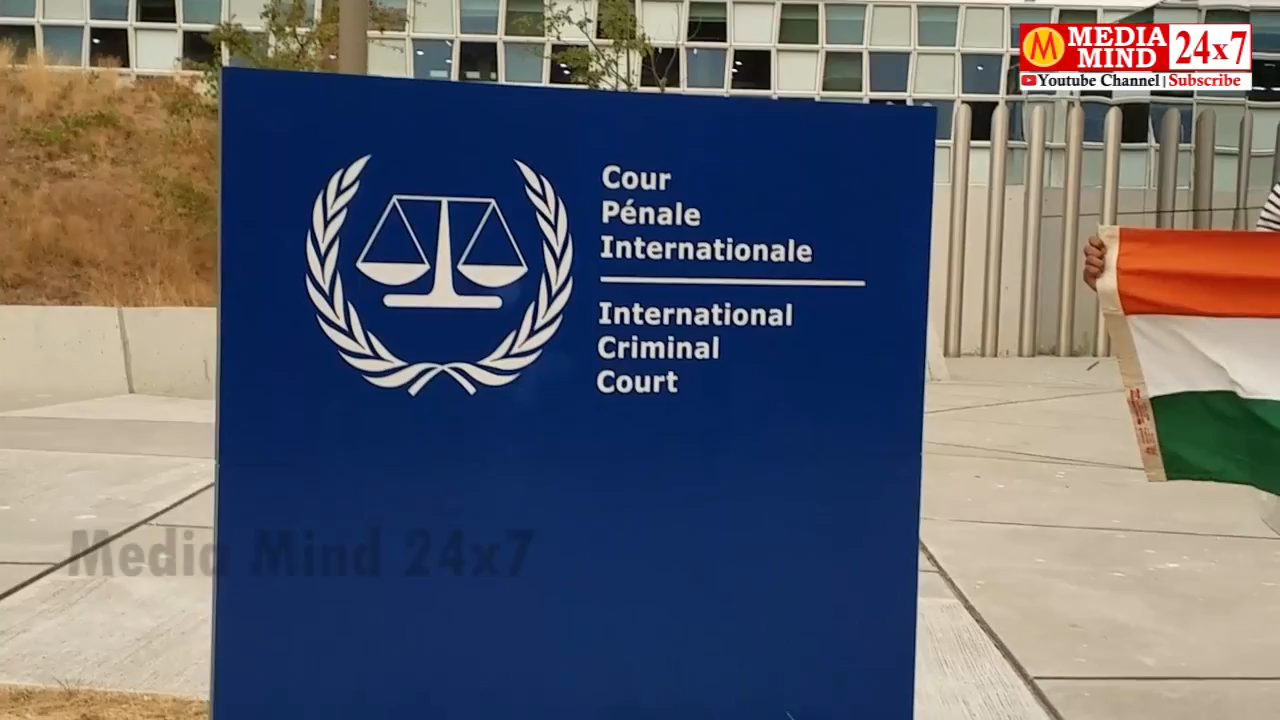 MEDIA
MIND 24x7
Youtube Channel | Subscribe
Cour
Pénale
Internationale
International
Criminal
Court
Media Mind 24x7